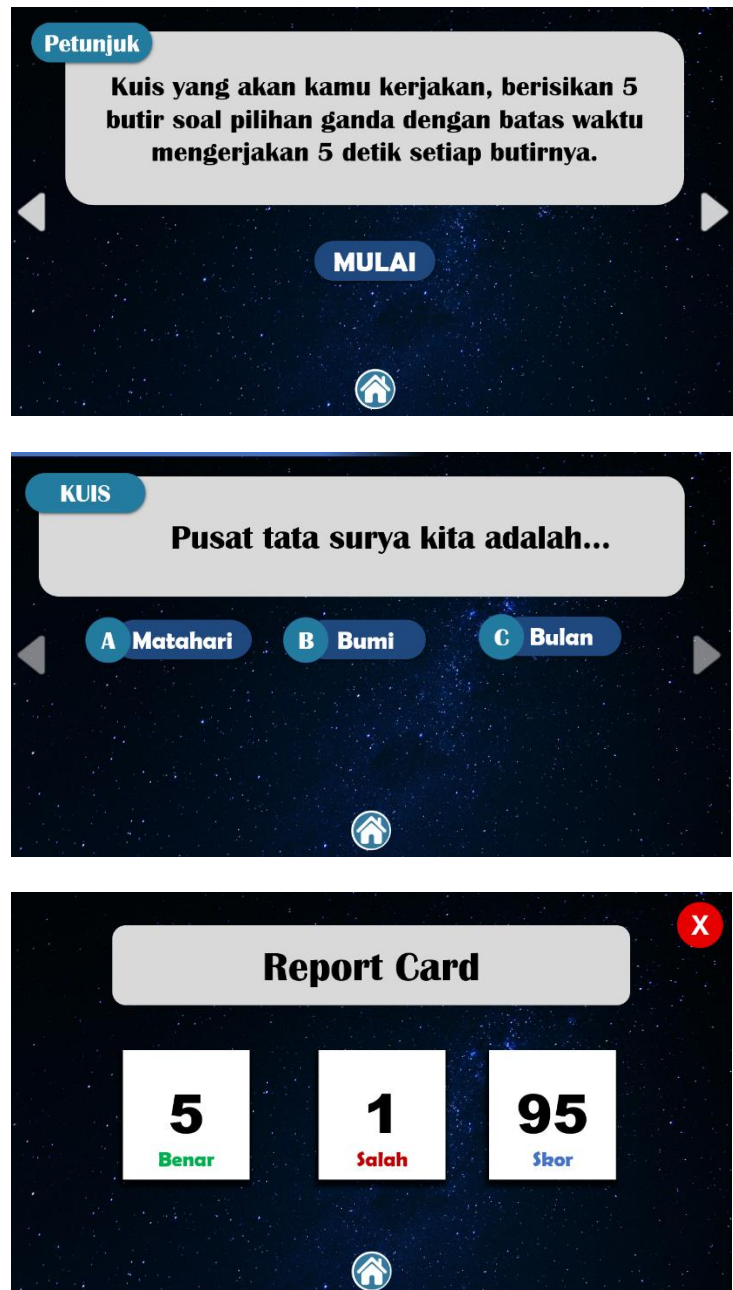 Petunjuk
Kuis yang akan kamu kerjakan, berisikan 5
butir soal pilihan ganda dengan batas waktu
mengerjakan 5 detik setiap butirnya.
MULAI
KUIS
Pusat tata surya kita adalah...
A Matahari B Bumi C Bulan
X
Report Card
5 1 95
Benar Salah Skor